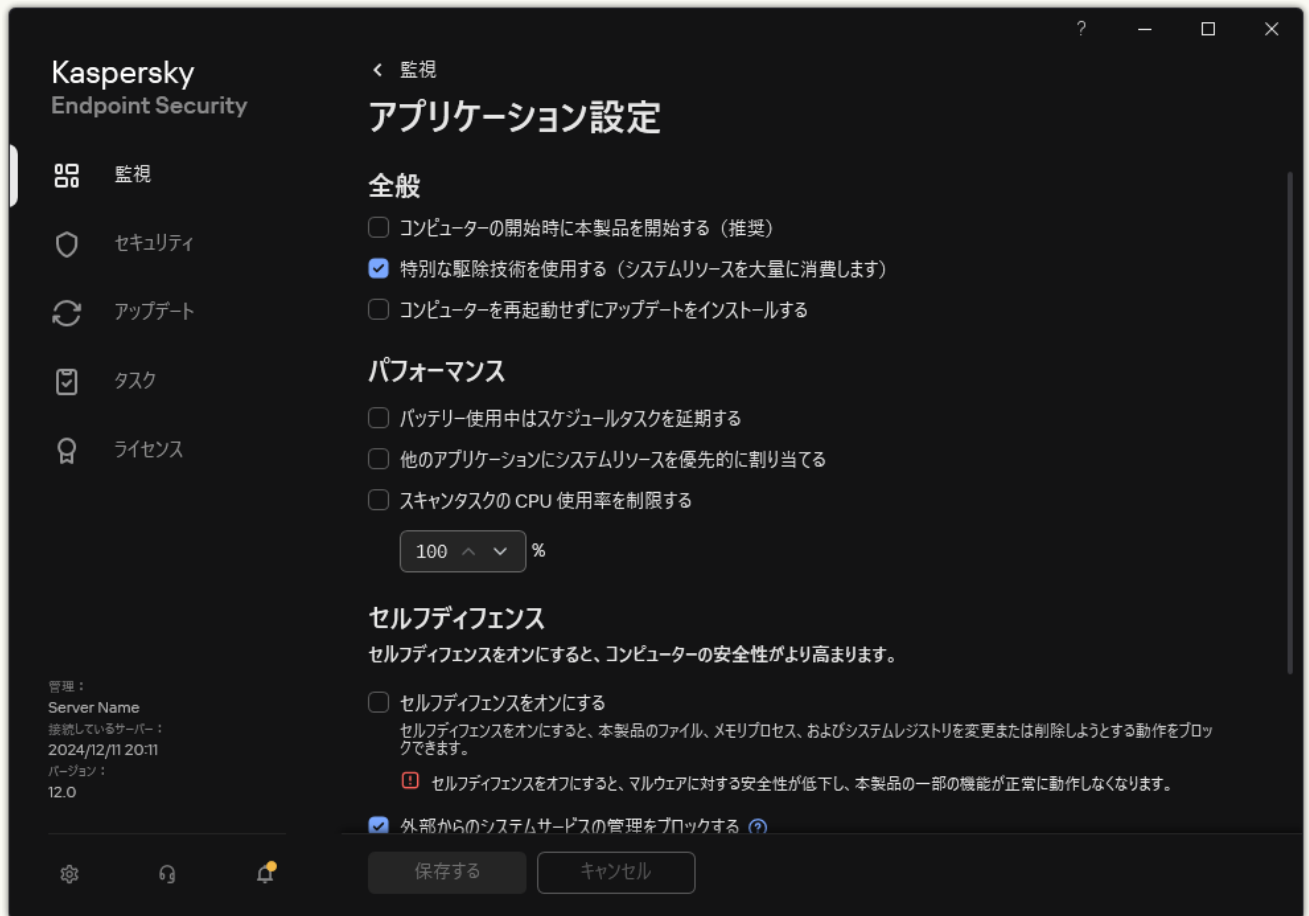 ?
Kaspersky
Endpoint Security
監視
セキュリティ
アップデート
タスク
ライセンス
管理：
Server Name
接続しているサーバー：
2024/12/11 20:11
バージョン：
12.0
監視
アプリケーション設定
全般
コンピューターの開始時に本製品を開始する（推奨）
特別な駆除技術を使用する（システムリソースを大量に消費します）
コンピューターを再起動せずにアップデートをインストールする
パフォーマンス
バッテリー使用中はスケジュールタスクを延期する
他のアプリケーションにシステムリソースを優先的に割り当てる
スキャンタスクの CPU 使用率を制限する
100 %
セルフディフェンス
セルフディフェンスをオンにすると、コンピューターの安全性がより高まります。
セルフディフェンスをオンにする
セルフディフェンスをオンにすると、本製品のファイル、メモリプロセス、およびシステムレジストリを変更または削除しようとする動作をブロッ
クできます。
セルフディフェンスをオフにすると、マルウェアに対する安全性が低下し、本製品の一部の機能が正常に動作しなくなります。
外部からのシステムサービスの管理をブロックする ?
保存する
キャンセル